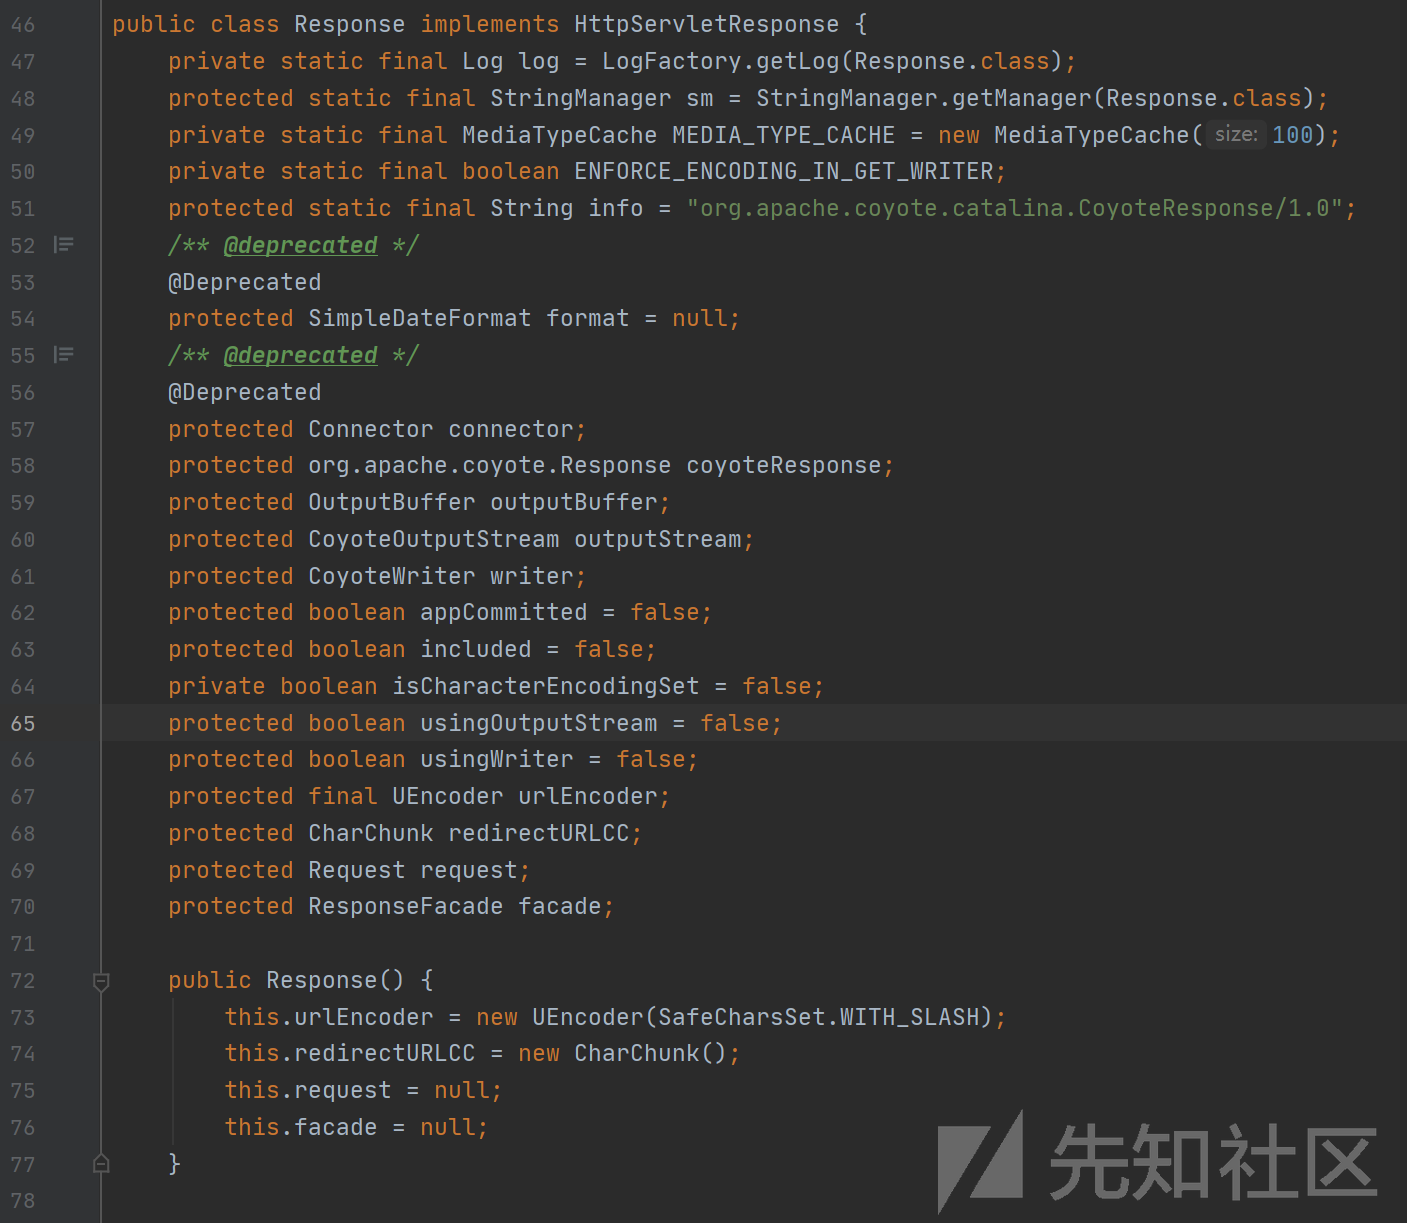 46 public class Response implements HttpServletResponse {
47 private static final Log log = LogFactory.getLog(Response.class);
48 protected static final StringManager sm = StringManager.getManager(Response.class);
49 private static final MediaTypeCache MEDIA_TYPE_CACHE = new MediaTypeCache( size: 100);
50 private static final boolean ENFORCE_ENCODING_IN_GET_WRITER;
51 protected static final String info = "org.apache.coyote.catalina.CoyoteResponse/1.0";
52 /** @deprecated */
53 @Deprecated
54 protected SimpleDateFormat format = null;
55 /** @deprecated */
56 @Deprecated
57 protected Connector connector;
58 protected org.apache.coyote.Response coyoteResponse;
59 protected OutputBuffer outputBuffer;
60 protected CoyoteOutputStream outputStream;
61 protected CoyoteWriter writer;
62 protected boolean appCommitted = false;
63 protected boolean included = false;
64 private boolean isCharacterEncodingSet = false;
65 protected boolean usingOutputStream = false;
66 protected boolean usingWriter = false;
67 protected final UEncoder urlEncoder;
68 protected CharChunk redirectURLCC;
69 protected Request request;
70 protected ResponseFacade facade;
71
72 public Response() {
73 this.urlEncoder = new UEncoder(SafeCharsSet.WITH_SLASH);
74 this.redirectURLCC = new CharChunk();
75 this.request = null;
76 this.facade = null;
77 }
78
先知社区